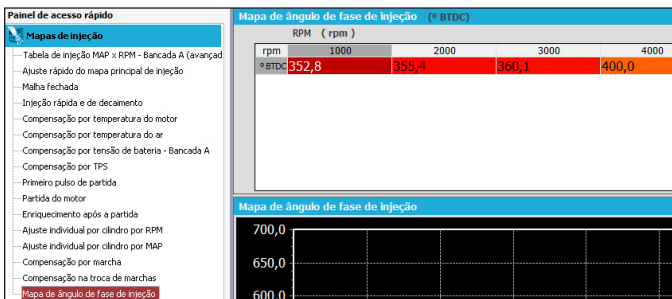 Painel de acesso rápido
Mapas de injeção
Tabela de injeção MAP x RPM - Bancada A (avançad
Ajuste rápido do mapa principal de injeção
Malha fechada
Injeção rápida e de decaimento
Compensação por temperatura do motor
Compensação por temperatura do ar
Compensação por tensão de bateria - Bancada A
Compensação por TPS
Primeiro pulso de partida
Partida do motor
Enriquecimento após a partida
Ajuste individual por cilindro por RPM
Ajuste individual por cilindro por MAP
Compensação por marcha
Compensação na troca de marchas
Mapa de ângulo de fase de injeção
Mapa de ângulo de fase de injeção (º BTDC)
RPM ( rpm )
rpm 1000 2000 3000 4000
º BTDC 352,8 355,4 360,1 400,0
Mapa de ângulo de fase de injeção
700,0
650,0
600,0